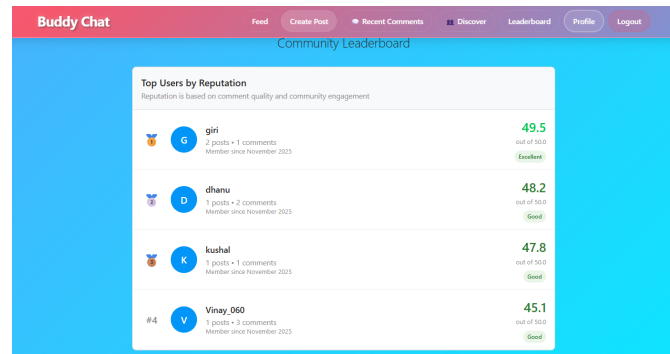 Buddy Chat
Feed
Create Post
Recent Comments
Discover
Leaderboard
Profile
Logout
Community Leaderboard
Top Users by Reputation
Reputation is based on comment quality and community engagement
1
G
giri
2 posts • 1 comments
Member since November 2025
49.5
out of 50.0
Excellent
2
D
dhanu
1 posts • 2 comments
Member since November 2025
48.2
out of 50.0
Good
3
K
kushal
1 posts • 1 comments
Member since November 2025
47.8
out of 50.0
Good
#4
V
Vinay_060
1 posts • 3 comments
Member since November 2025
45.1
out of 50.0
Good